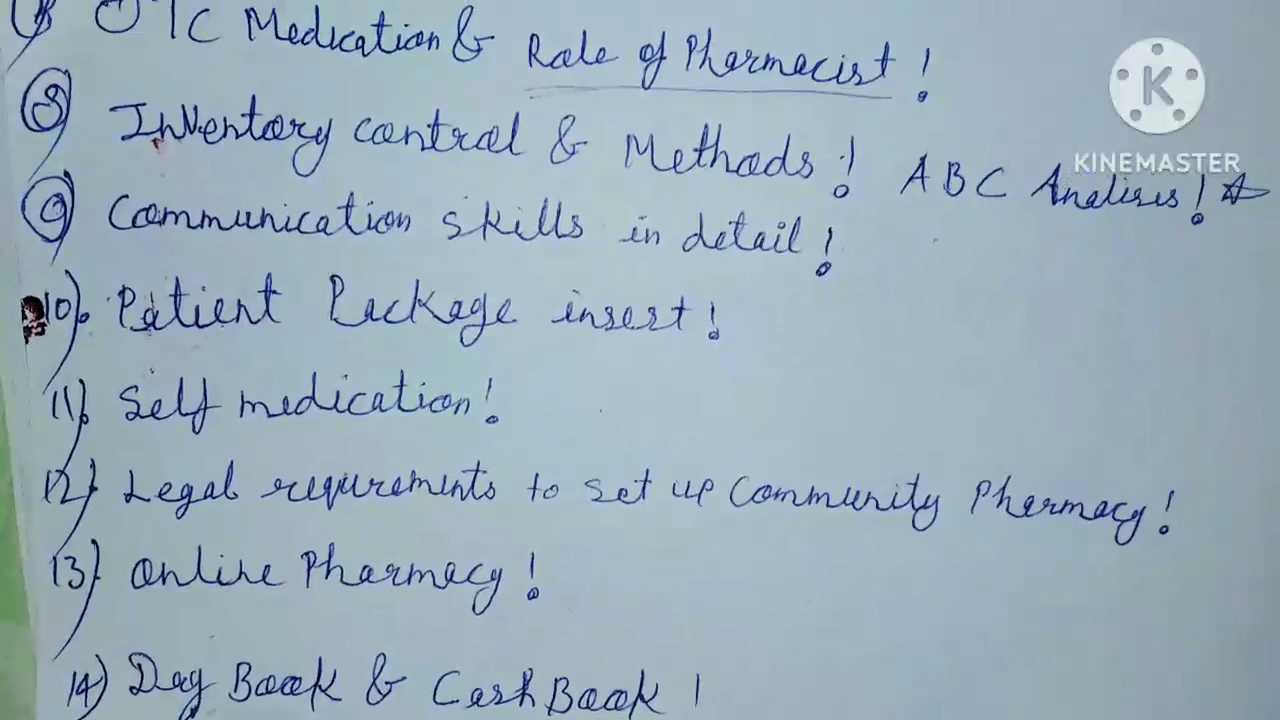 OTC Medication & Role of Pharmacist!
K
KINEMASTER
8) Inventory control & Methods! ABC Analises!
9) Communication skills in detail!
10). Patient Package insert!
11). Self medication!
12) Legal requrements to set up Community Pharmacy!
13) Online Pharmacy!
14) Day Book & Cash Book!